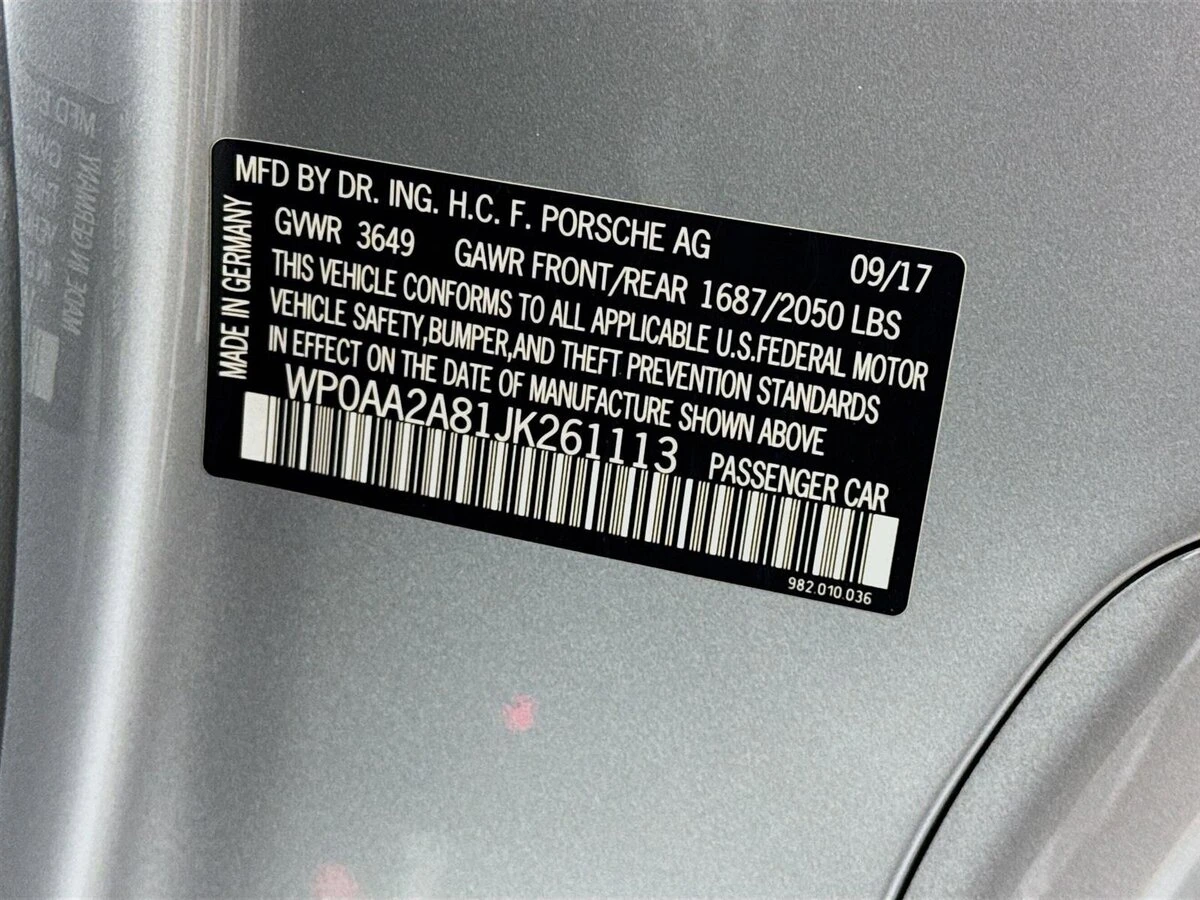 MFD BY DR. ING. H.C. F. PORSCHE AG 09/17
GVWR 3649 GAWR FRONT/REAR 1687/2050 LBS
THIS VEHICLE CONFORMS TO ALL APPLICABLE U.S.FEDERAL MOTOR
VEHICLE SAFETY,BUMPER,AND THEFT PREVENTION STANDARDS
IN EFFECT ON THE DATE OF MANUFACTURE SHOWN ABOVE
WP0AA2A81JK261113 PASSENGER CAR
982.010.036
MADE IN GERMANY